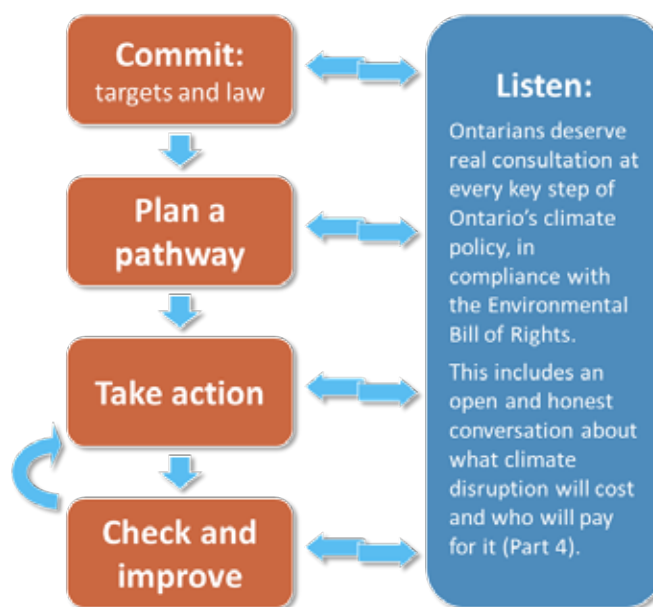 Commit:
targets and law
Plan a
pathway
Take action
Check and
improve
Listen:
Ontarians deserve
real consultation at
every key step of
Ontario's climate
policy, in
compliance with
the Environmental
Bill of Rights.
This includes an
open and honest
conversation about
what climate
disruption will cost
and who will pay
for it (Part 4).